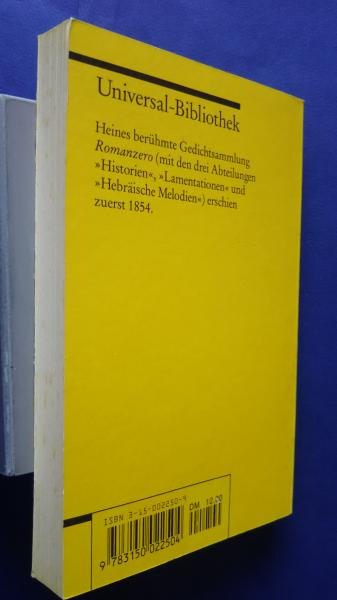 Universal-Bibliothek
Heines berühmte Gedichtsammlung
Romanzero (mit den drei Abteilungen
»Historien«, »Lamentationen« und
»Hebräische Melodien«) erschien
zuerst 1854.
ISBN 3-15-002250-9
DM 12.00
9 783150 022504